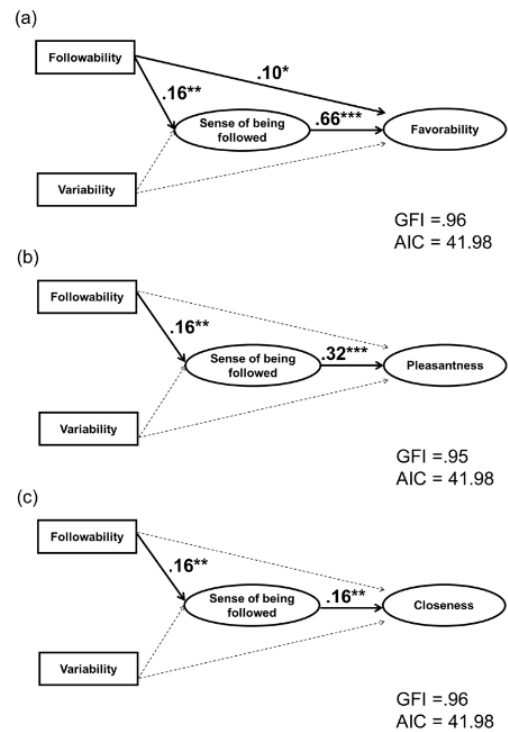 (a)
Followability
.10*
.16**
Sense of being
followed
.66***
Favorability
Variability
GFI =.96
AIC = 41.98
(b)
Followability
.16**
Sense of being
followed
.32***
Pleasantness
Variability
GFI =.95
AIC = 41.98
(c)
Followability
.16**
Sense of being
followed
.16**
Closeness
Variability
GFI =.96
AIC = 41.98